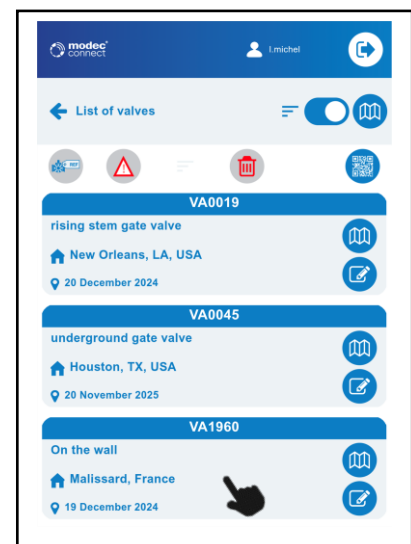 modec
connect
l.michel
List of valves
REF
VA0019
rising stem gate valve
New Orleans, LA, USA
20 December 2024
VA0045
underground gate valve
Houston, TX, USA
20 November 2025
VA1960
On the wall
Malissard, France
19 December 2024